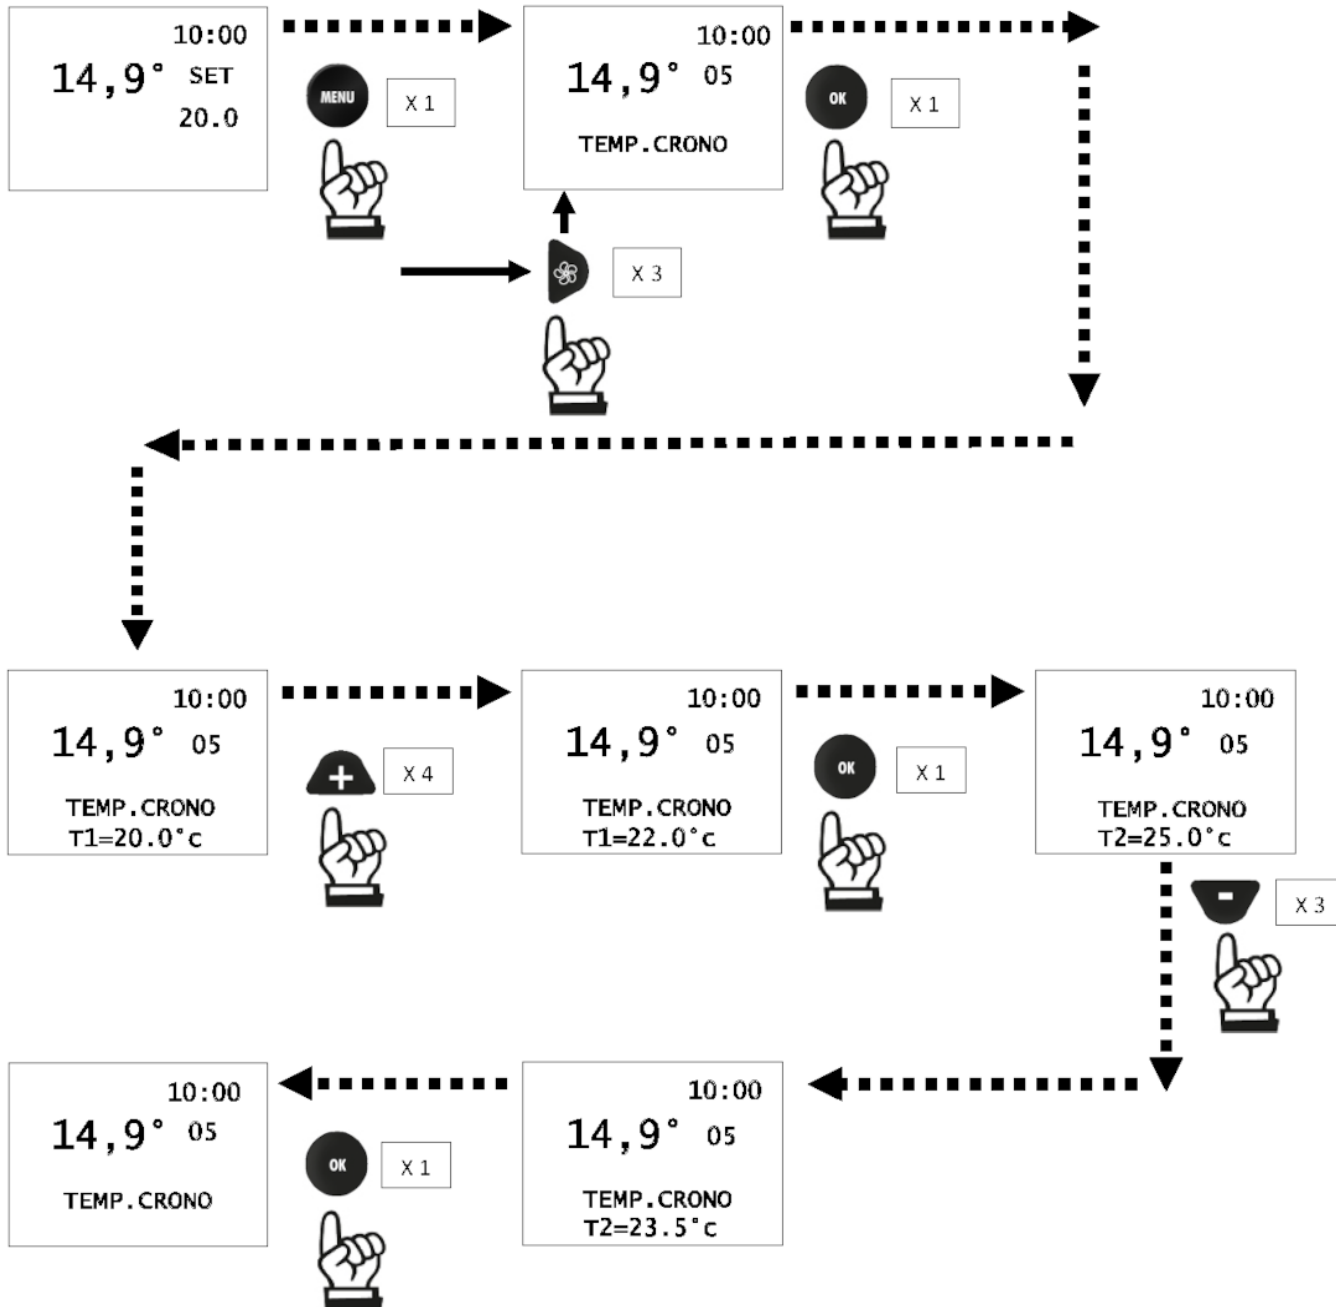 10:00
14,9° SET
20.0
MENU
X 1
10:00
14,9° 05
TEMP.CRONO
OK
X 1
X 3
10:00
14,9° 05
TEMP.CRONO
T1=20.0°c
+
X 4
10:00
14,9° 05
TEMP.CRONO
T1=22.0°c
OK
X 1
10:00
14,9° 05
TEMP.CRONO
T2=25.0°c
-
X 3
10:00
14,9° 05
TEMP.CRONO
T2=23.5°c
OK
X 1
10:00
14,9° 05
TEMP.CRONO